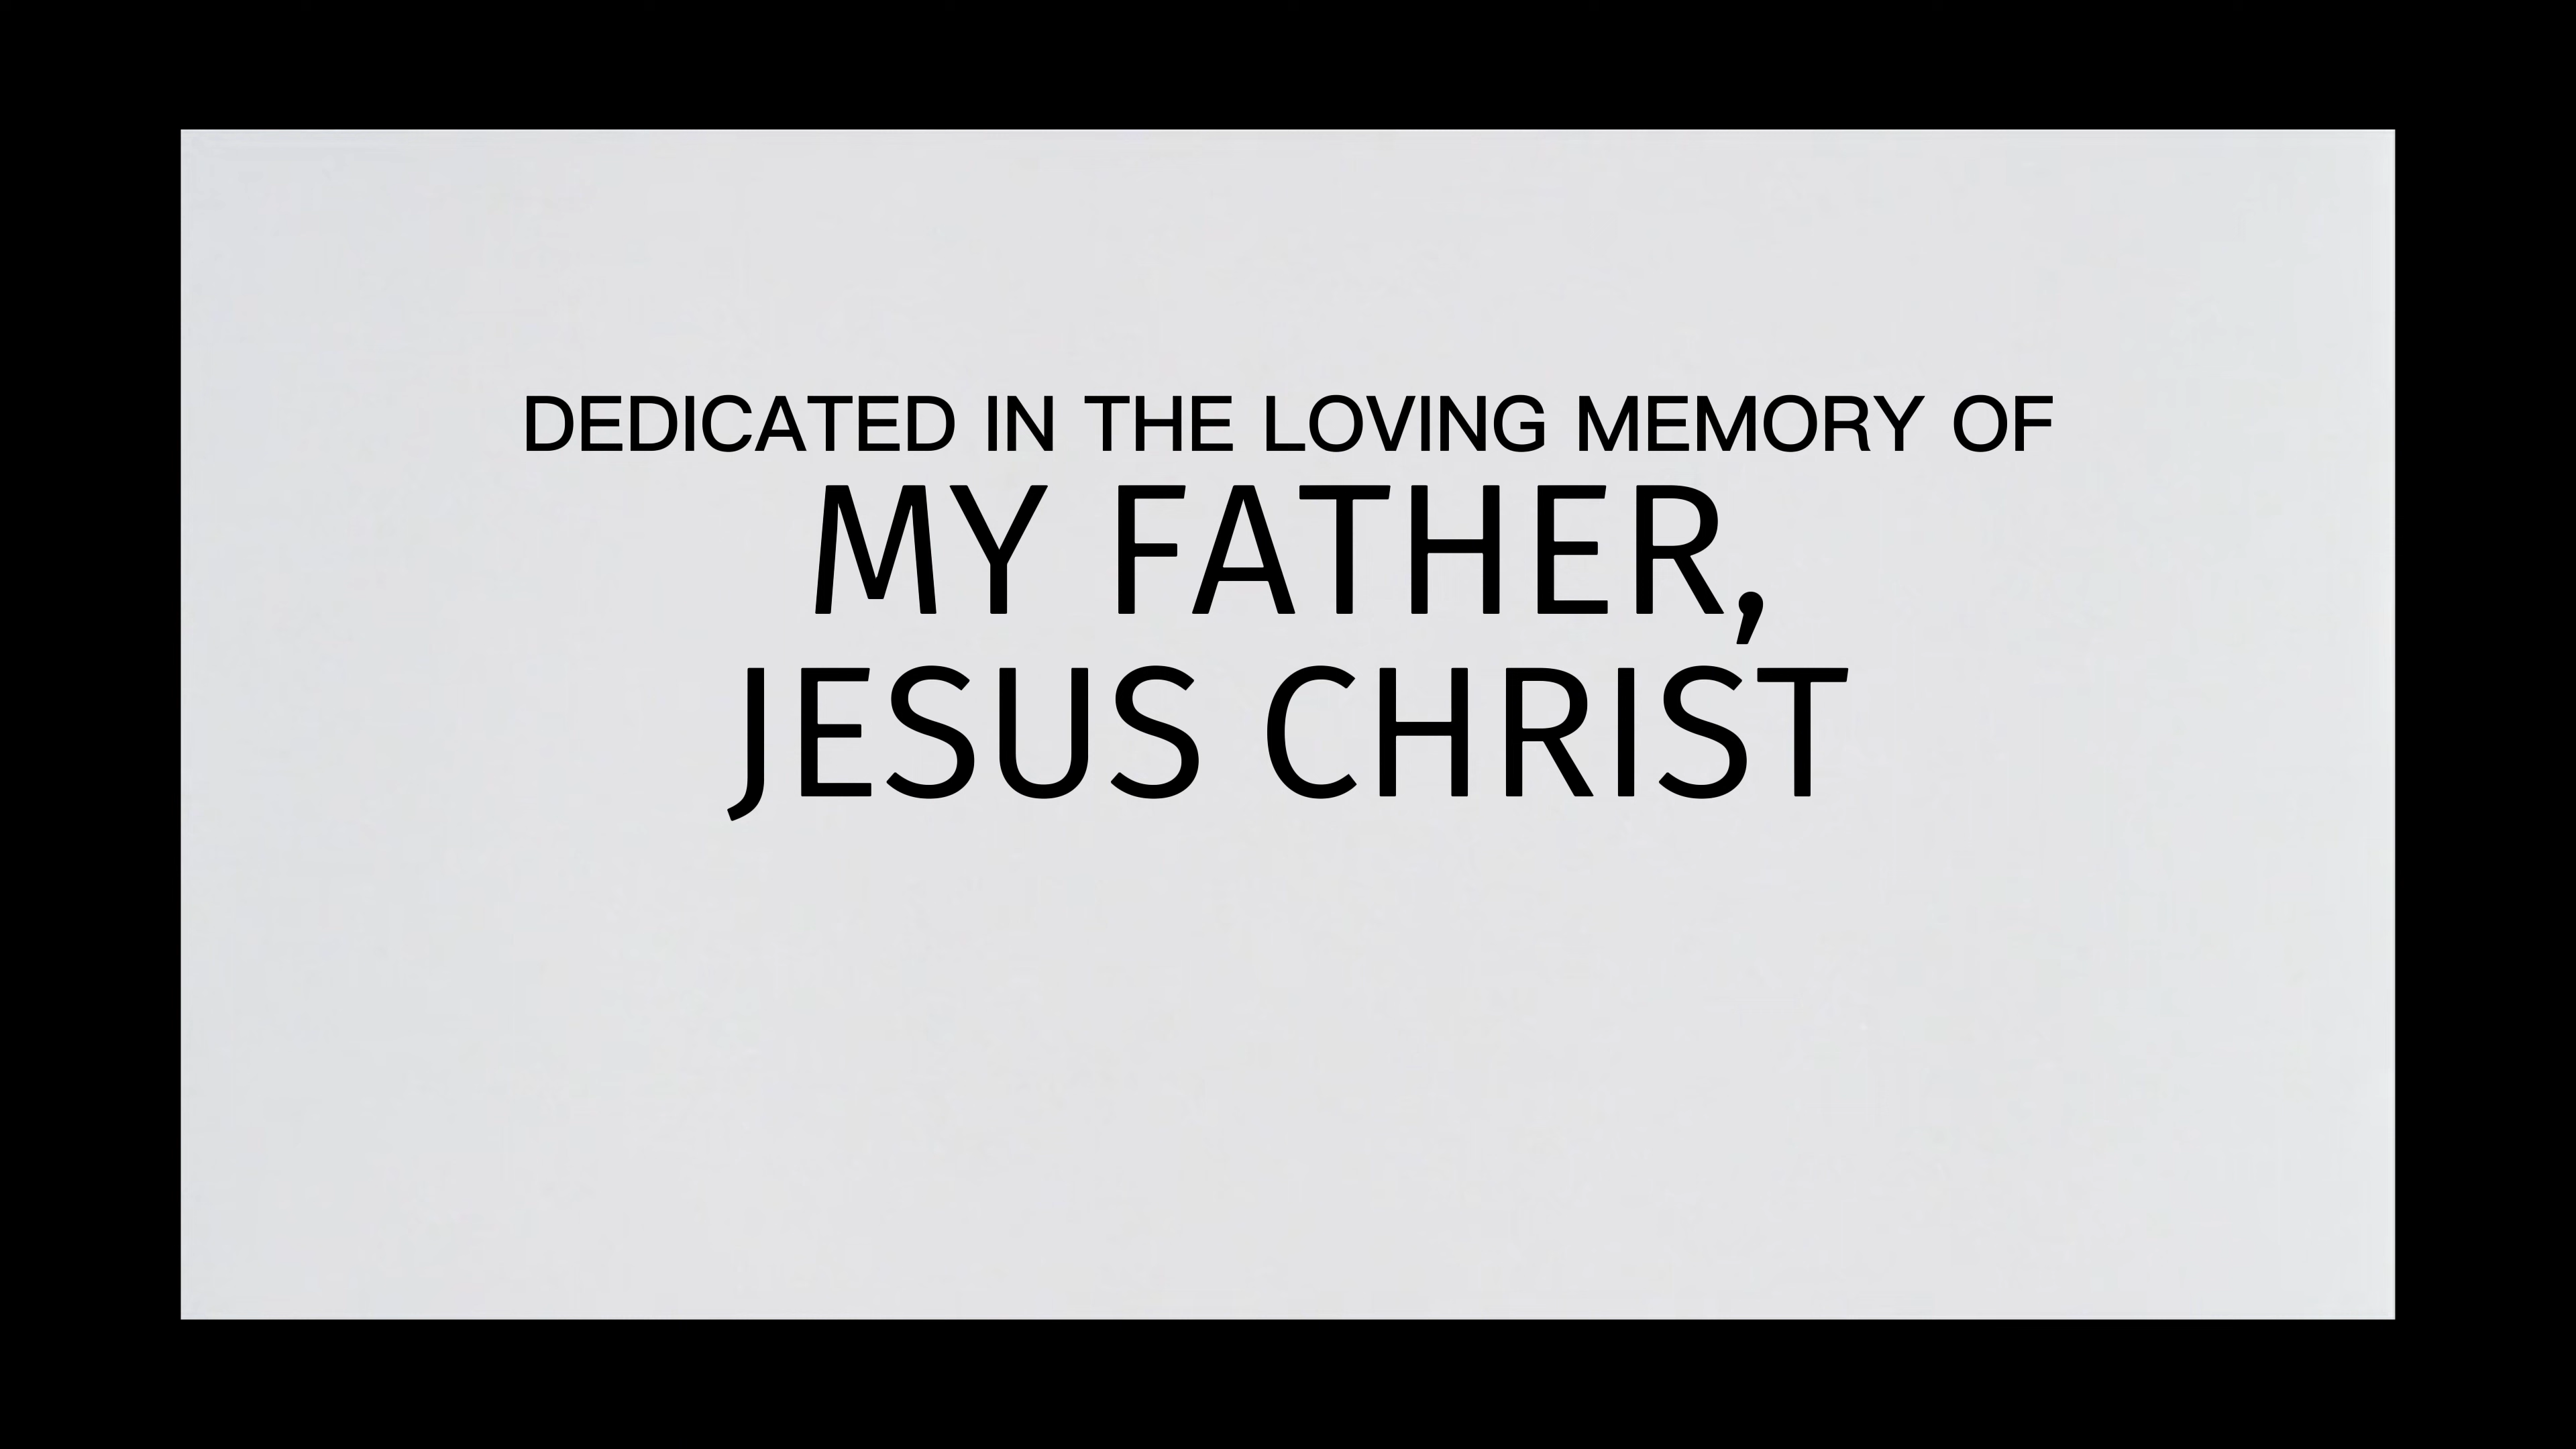 DEDICATED IN THE LOVING MEMORY OF
MY FATHER,
JESUS CHRIST